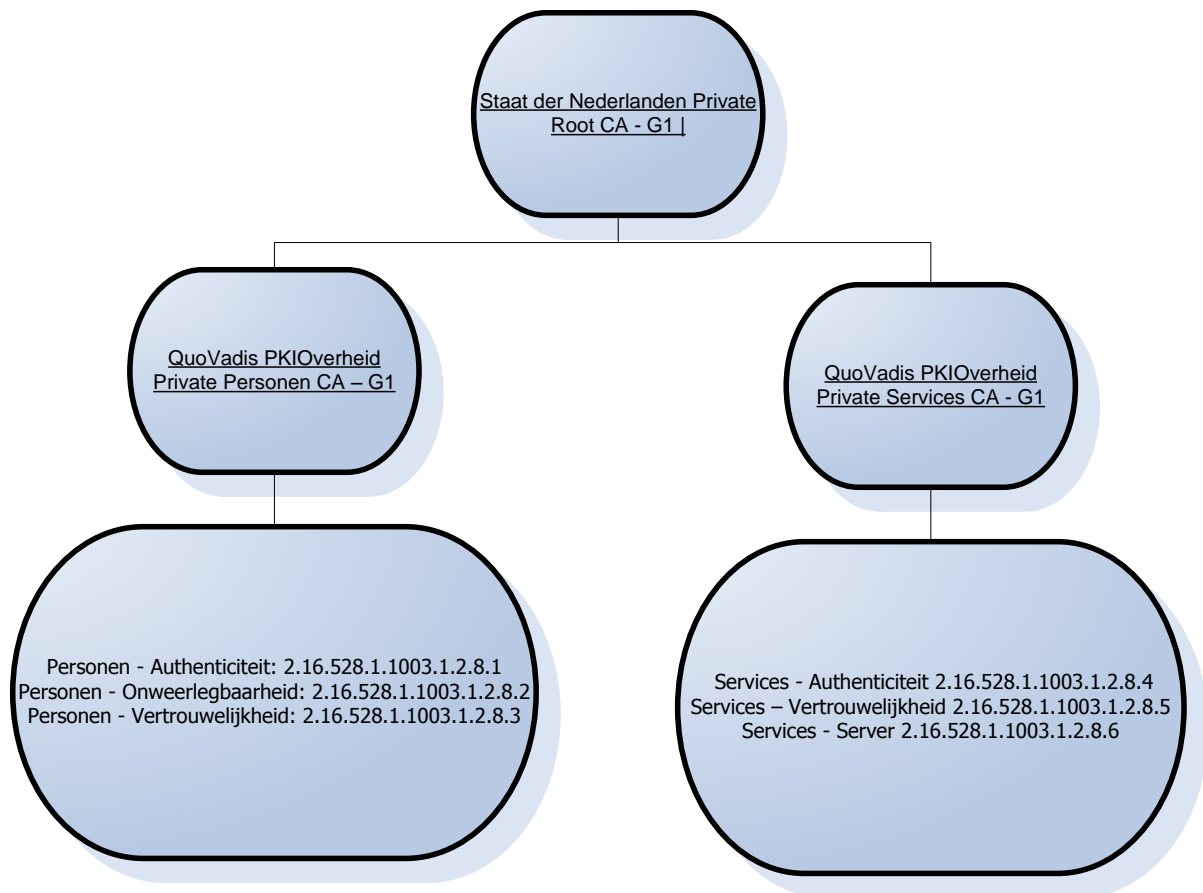 Staat der Nederlanden Private
Root CA - G1 |
QuoVadis PKIOverheid
Private Personen CA – G1
QuoVadis PKIOverheid
Private Services CA - G1
Personen - Authenticiteit: 2.16.528.1.1003.1.2.8.1
Personen - Onweerlegbaarheid: 2.16.528.1.1003.1.2.8.2
Personen - Vertrouwelijkheid: 2.16.528.1.1003.1.2.8.3
Services - Authenticiteit 2.16.528.1.1003.1.2.8.4
Services – Vertrouwelijkheid 2.16.528.1.1003.1.2.8.5
Services - Server 2.16.528.1.1003.1.2.8.6